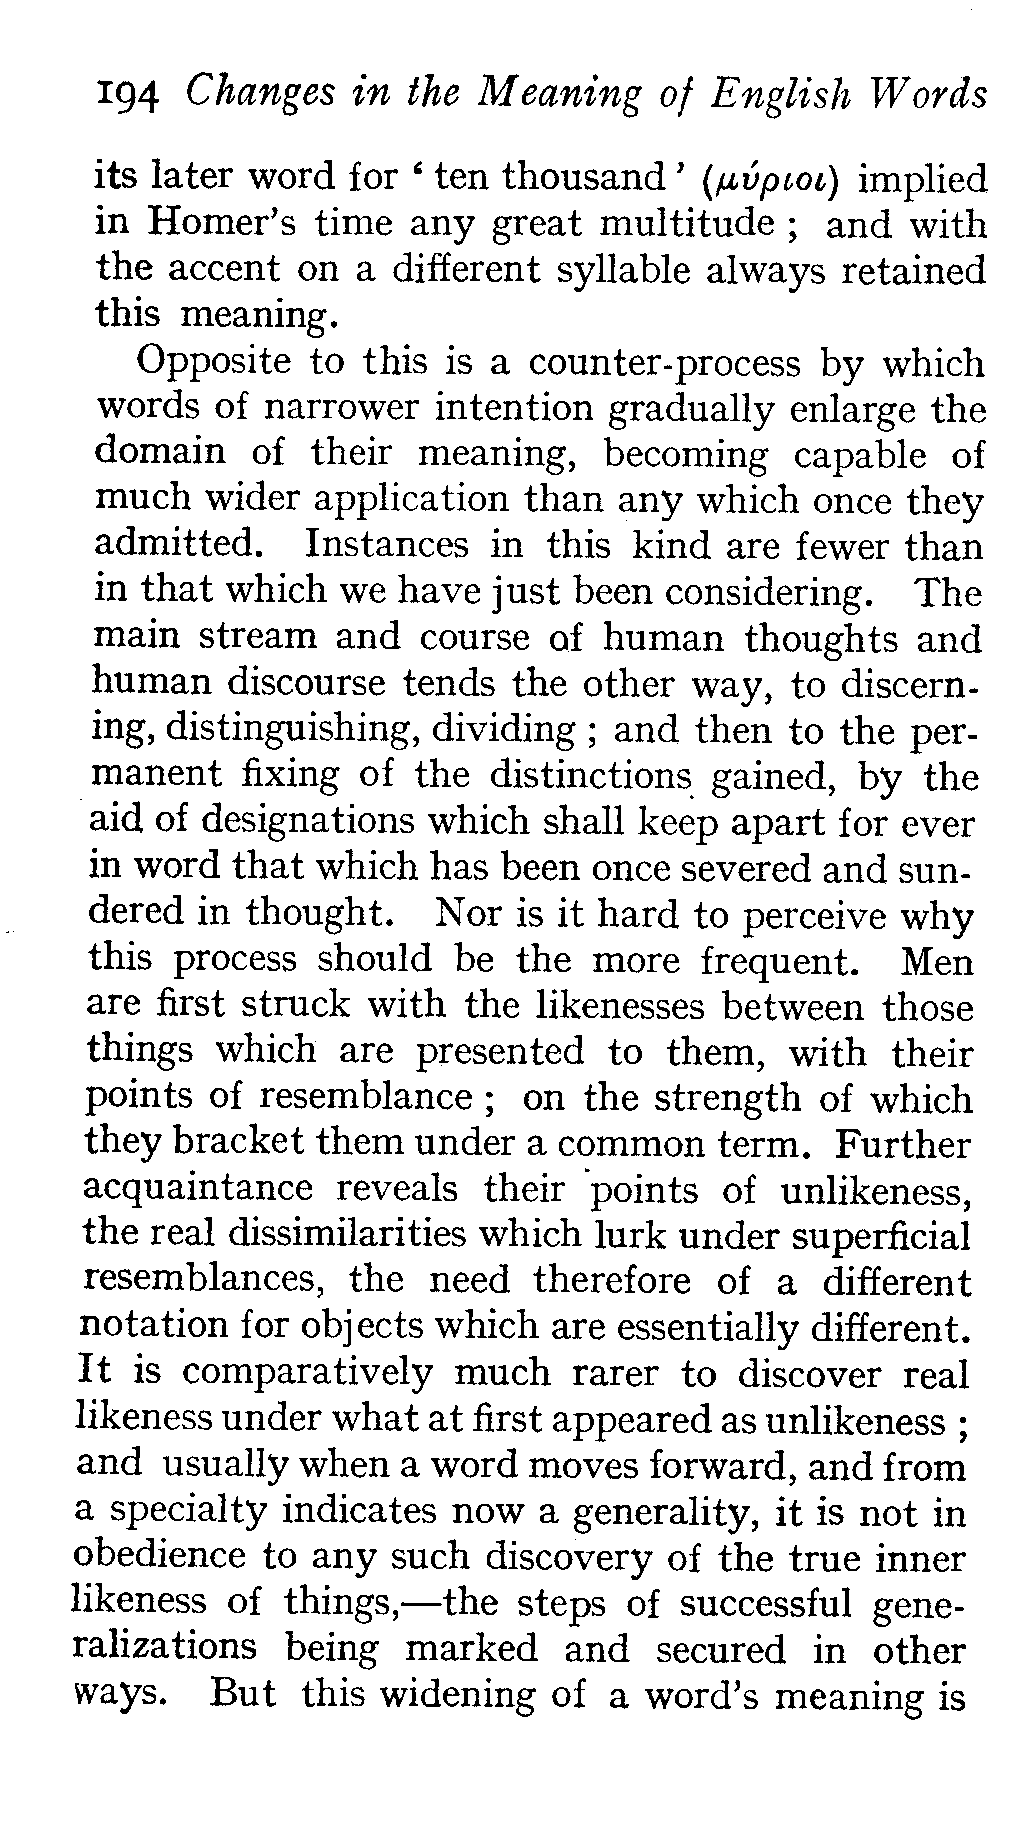 194 Changes in the Meaning of English Words
its later word for ‘ ten thousand ’ (μύριοι) implied
in Homer's time any great multitude ; and with
the accent on a different syllable always retained
this meaning.
Opposite to this is a counter-process by which
words of narrower intention gradually enlarge the
domain of their meaning, becoming capable of
much wider application than any which once they
admitted. Instances in this kind are fewer than
in that which we have just been considering. The
main stream and course of human thoughts and
human discourse tends the other way, to discern-
ing, distinguishing, dividing ; and then to the per-
manent fixing of the distinctions gained, by the
aid of designations which shall keep apart for ever
in word that which has been once severed and sun-
dered in thought. Nor is it hard to perceive why
this process should be the more frequent. Men
are first struck with the likenesses between those
things which are presented to them, with their
points of resemblance ; on the strength of which
they bracket them under a common term. Further
acquaintance reveals their points of unlikeness,
the real dissimilarities which lurk under superficial
resemblances, the need therefore of a different
notation for objects which are essentially different.
It is comparatively much rarer to discover real
likeness under what at first appeared as unlikeness ;
and usually when a word moves forward, and from
a specialty indicates now a generality, it is not in
obedience to any such discovery of the true inner
likeness of things,—the steps of successful gene-
ralizations being marked and secured in other
ways. But this widening of a word's meaning is